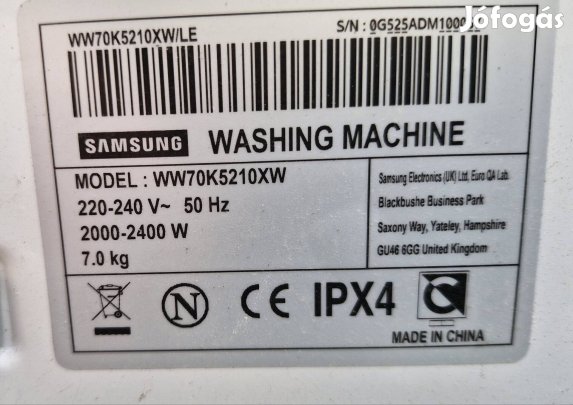 Jófogás
WW70K5210XW/LE
S/N :
SAMSUNG WASHING MACHINE
MODEL : WW70K5210XW
220-240 V~ 50 Hz
2000-2400 W
7.0 kg
Samsung Electronics (UK) Ltd, Euro QA Lab.
Blackbushe Business Park
Saxony Way, Yateley, Hampshire
GU46 6GG United Kingdom
N CE IPX4
MADE IN CHINA